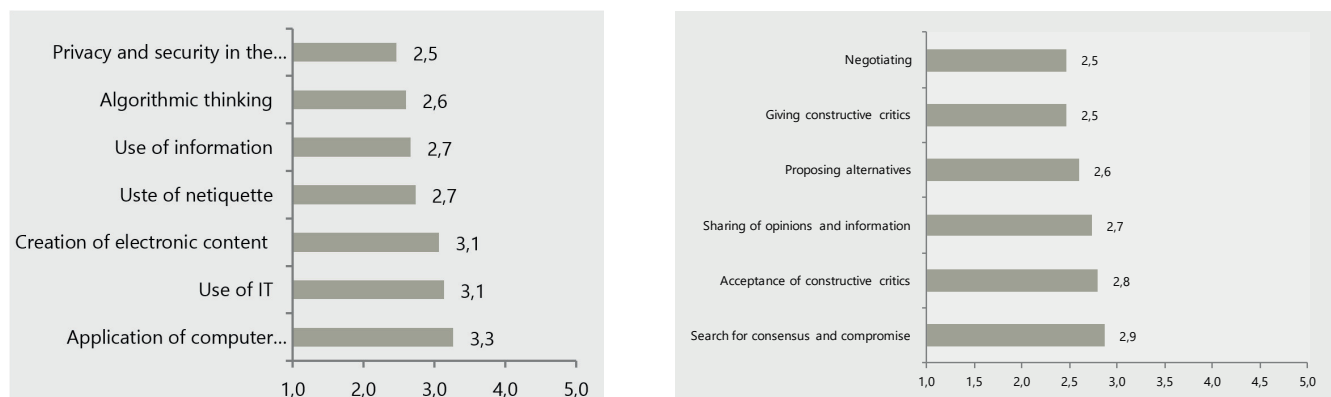 Privacy and security in the... 2,5
Algorithmic thinking 2,6
Use of information 2,7
Uste of netiquette 2,7
Creation of electronic content 3,1
Use of IT 3,1
Application of computer... 3,3
1,0 2,0 3,0 4,0 5,0
Negotiating 2,5
Giving constructive critics 2,5
Proposing alternatives 2,6
Sharing of opinions and information 2,7
Acceptance of constructive critics 2,8
Search for consensus and compromise 2,9
1,0 1,5 2,0 2,5 3,0 3,5 4,0 4,5 5,0